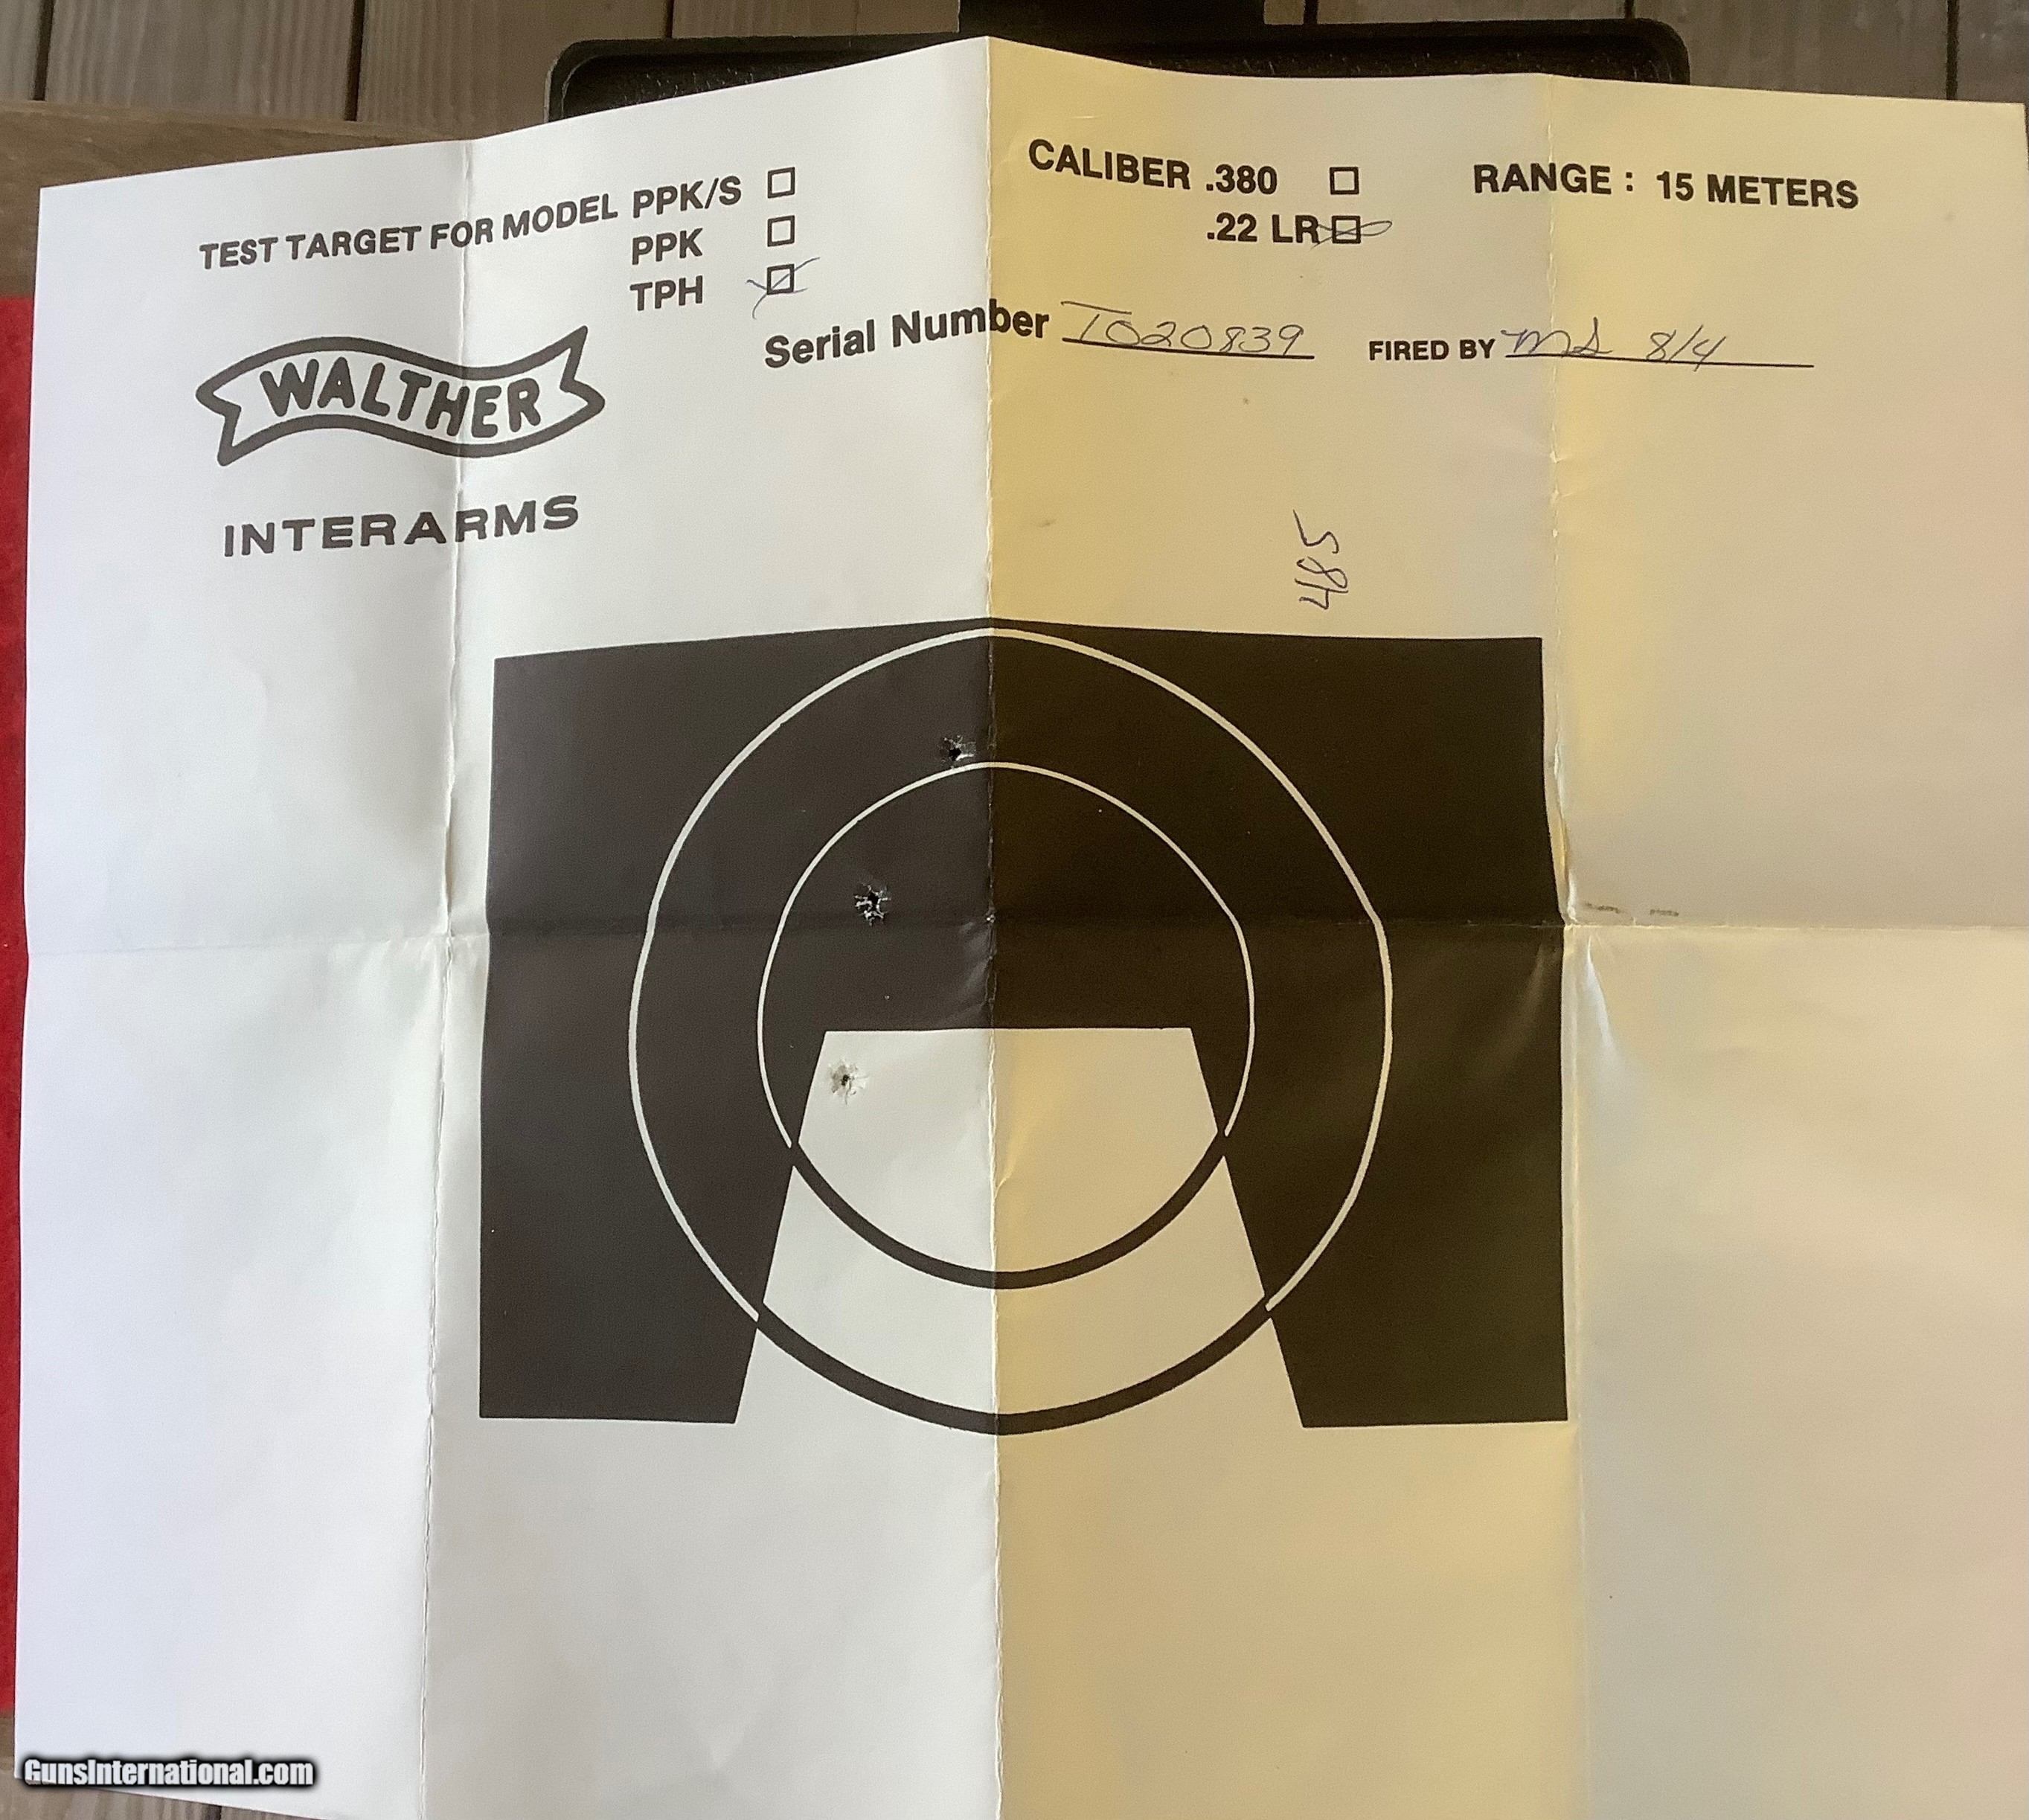 TEST TARGET FOR MODEL PPK/S ☐
PPK ☐
TPH ☒
CALIBER .380 ☐
.22 LR ☒
RANGE : 15 METERS
Serial Number T020839
FIRED BY MS 8/4
WALTHER
INTERARMS
485
GunsInternational.com